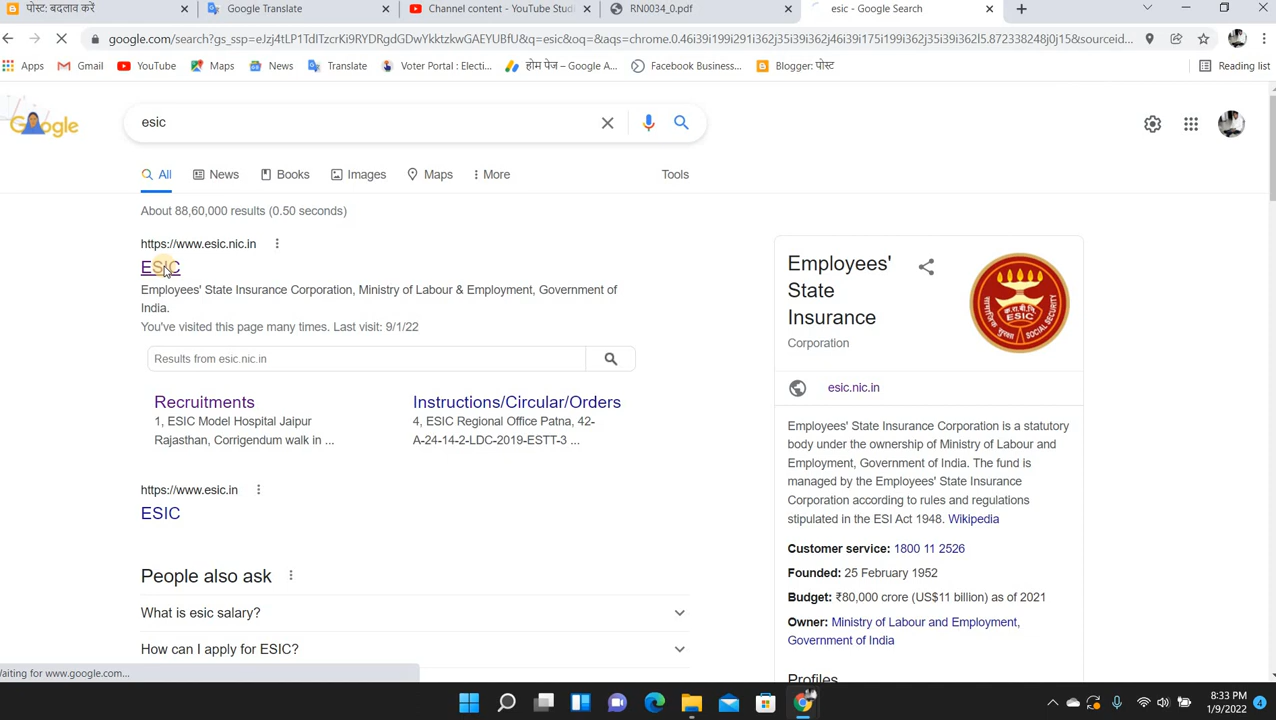 पोस्ट: बदलाव करें
Google Translate
Channel content - YouTube Studi
RN0034_0.pdf
esic - Google Search
google.com/search?gs_ssp=eJzj4tLP1TdITzcrKi9RYDRgdGDwYkktzkwGAEYUBfU&q=esic&oq=&aqs=chrome.0.46i39i199i291i362j35i39i362j46i39i175i199i362j35i39i362l5.872338248j0j15&sourceid...
Apps
Gmail
YouTube
Maps
News
Translate
Voter Portal : Electi...
होम पेज – Google A...
Facebook Business...
Blogger: पोस्ट
Reading list
Google
esic
All
News
Books
Images
Maps
More
Tools
About 88,60,000 results (0.50 seconds)
https://www.esic.nic.in
ESIC
Employees' State Insurance Corporation, Ministry of Labour & Employment, Government of
India.
You've visited this page many times. Last visit: 9/1/22
Results from esic.nic.in
Recruitments
1, ESIC Model Hospital Jaipur
Rajasthan, Corrigendum walk in ...
Instructions/Circular/Orders
4, ESIC Regional Office Patna, 42-
A-24-14-2-LDC-2019-ESTT-3 ...
https://www.esic.in
ESIC
People also ask
What is esic salary?
How can I apply for ESIC?
Employees'
State
Insurance
Corporation
ESIC
SOCIAL SECURITY
esic.nic.in
Employees' State Insurance Corporation is a statutory
body under the ownership of Ministry of Labour and
Employment, Government of India. The fund is
managed by the Employees' State Insurance
Corporation according to rules and regulations
stipulated in the ESI Act 1948. Wikipedia
Customer service: 1800 11 2526
Founded: 25 February 1952
Budget: ₹80,000 crore (US$11 billion) as of 2021
Owner: Ministry of Labour and Employment,
Government of India
Profiles
Waiting for www.google.com...
8:33 PM
1/9/2022
4